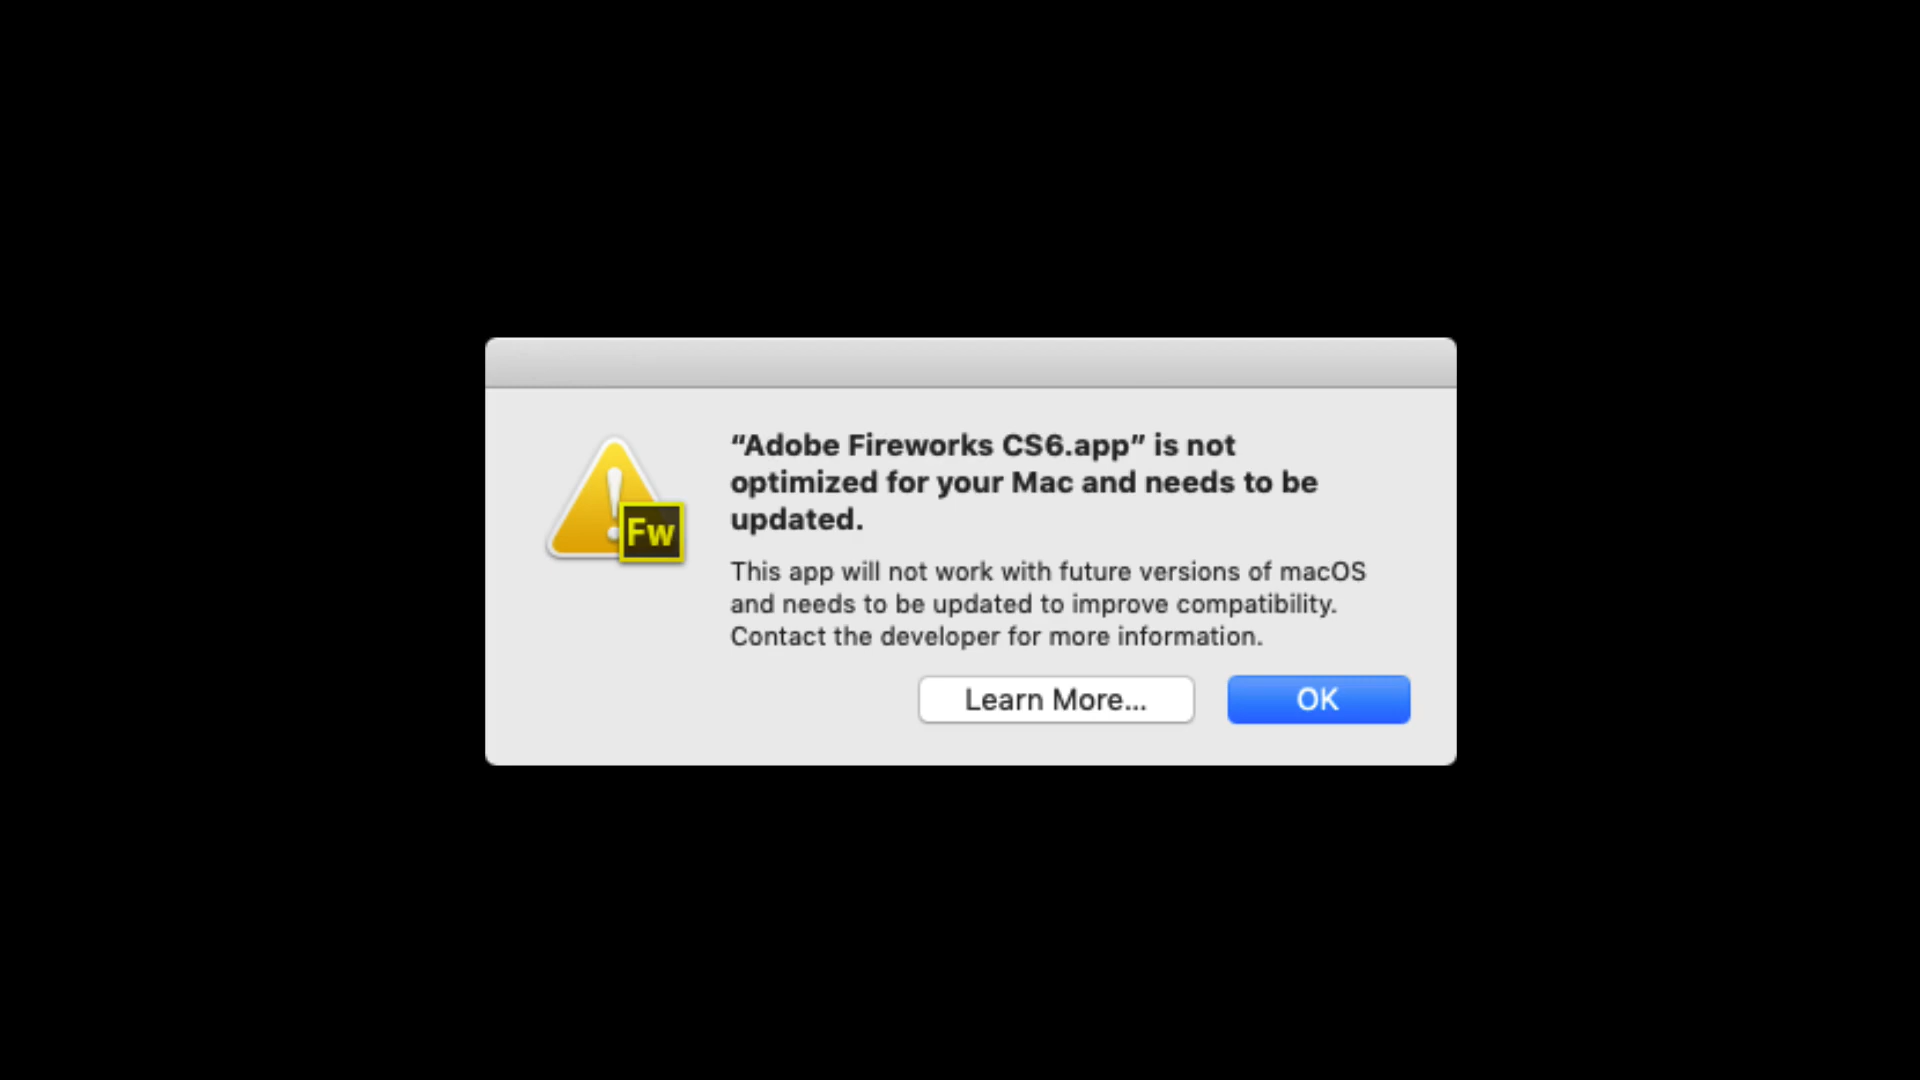 “Adobe Fireworks CS6.app” is not
optimized for your Mac and needs to be
updated.
Fw
This app will not work with future versions of macOS
and needs to be updated to improve compatibility.
Contact the developer for more information.
Learn More...
OK